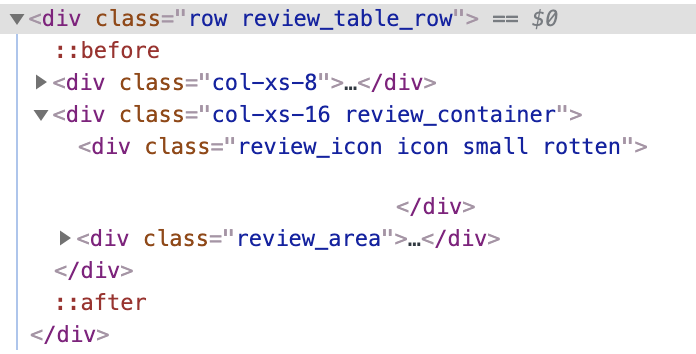 ▼<div class="row review_table_row"> == $0
::before
▶<div class="col-xs-8">…</div>
▼<div class="col-xs-16 review_container">
<div class="review_icon icon small rotten">
</div>
▶<div class="review_area">…</div>
</div>
::after
</div>